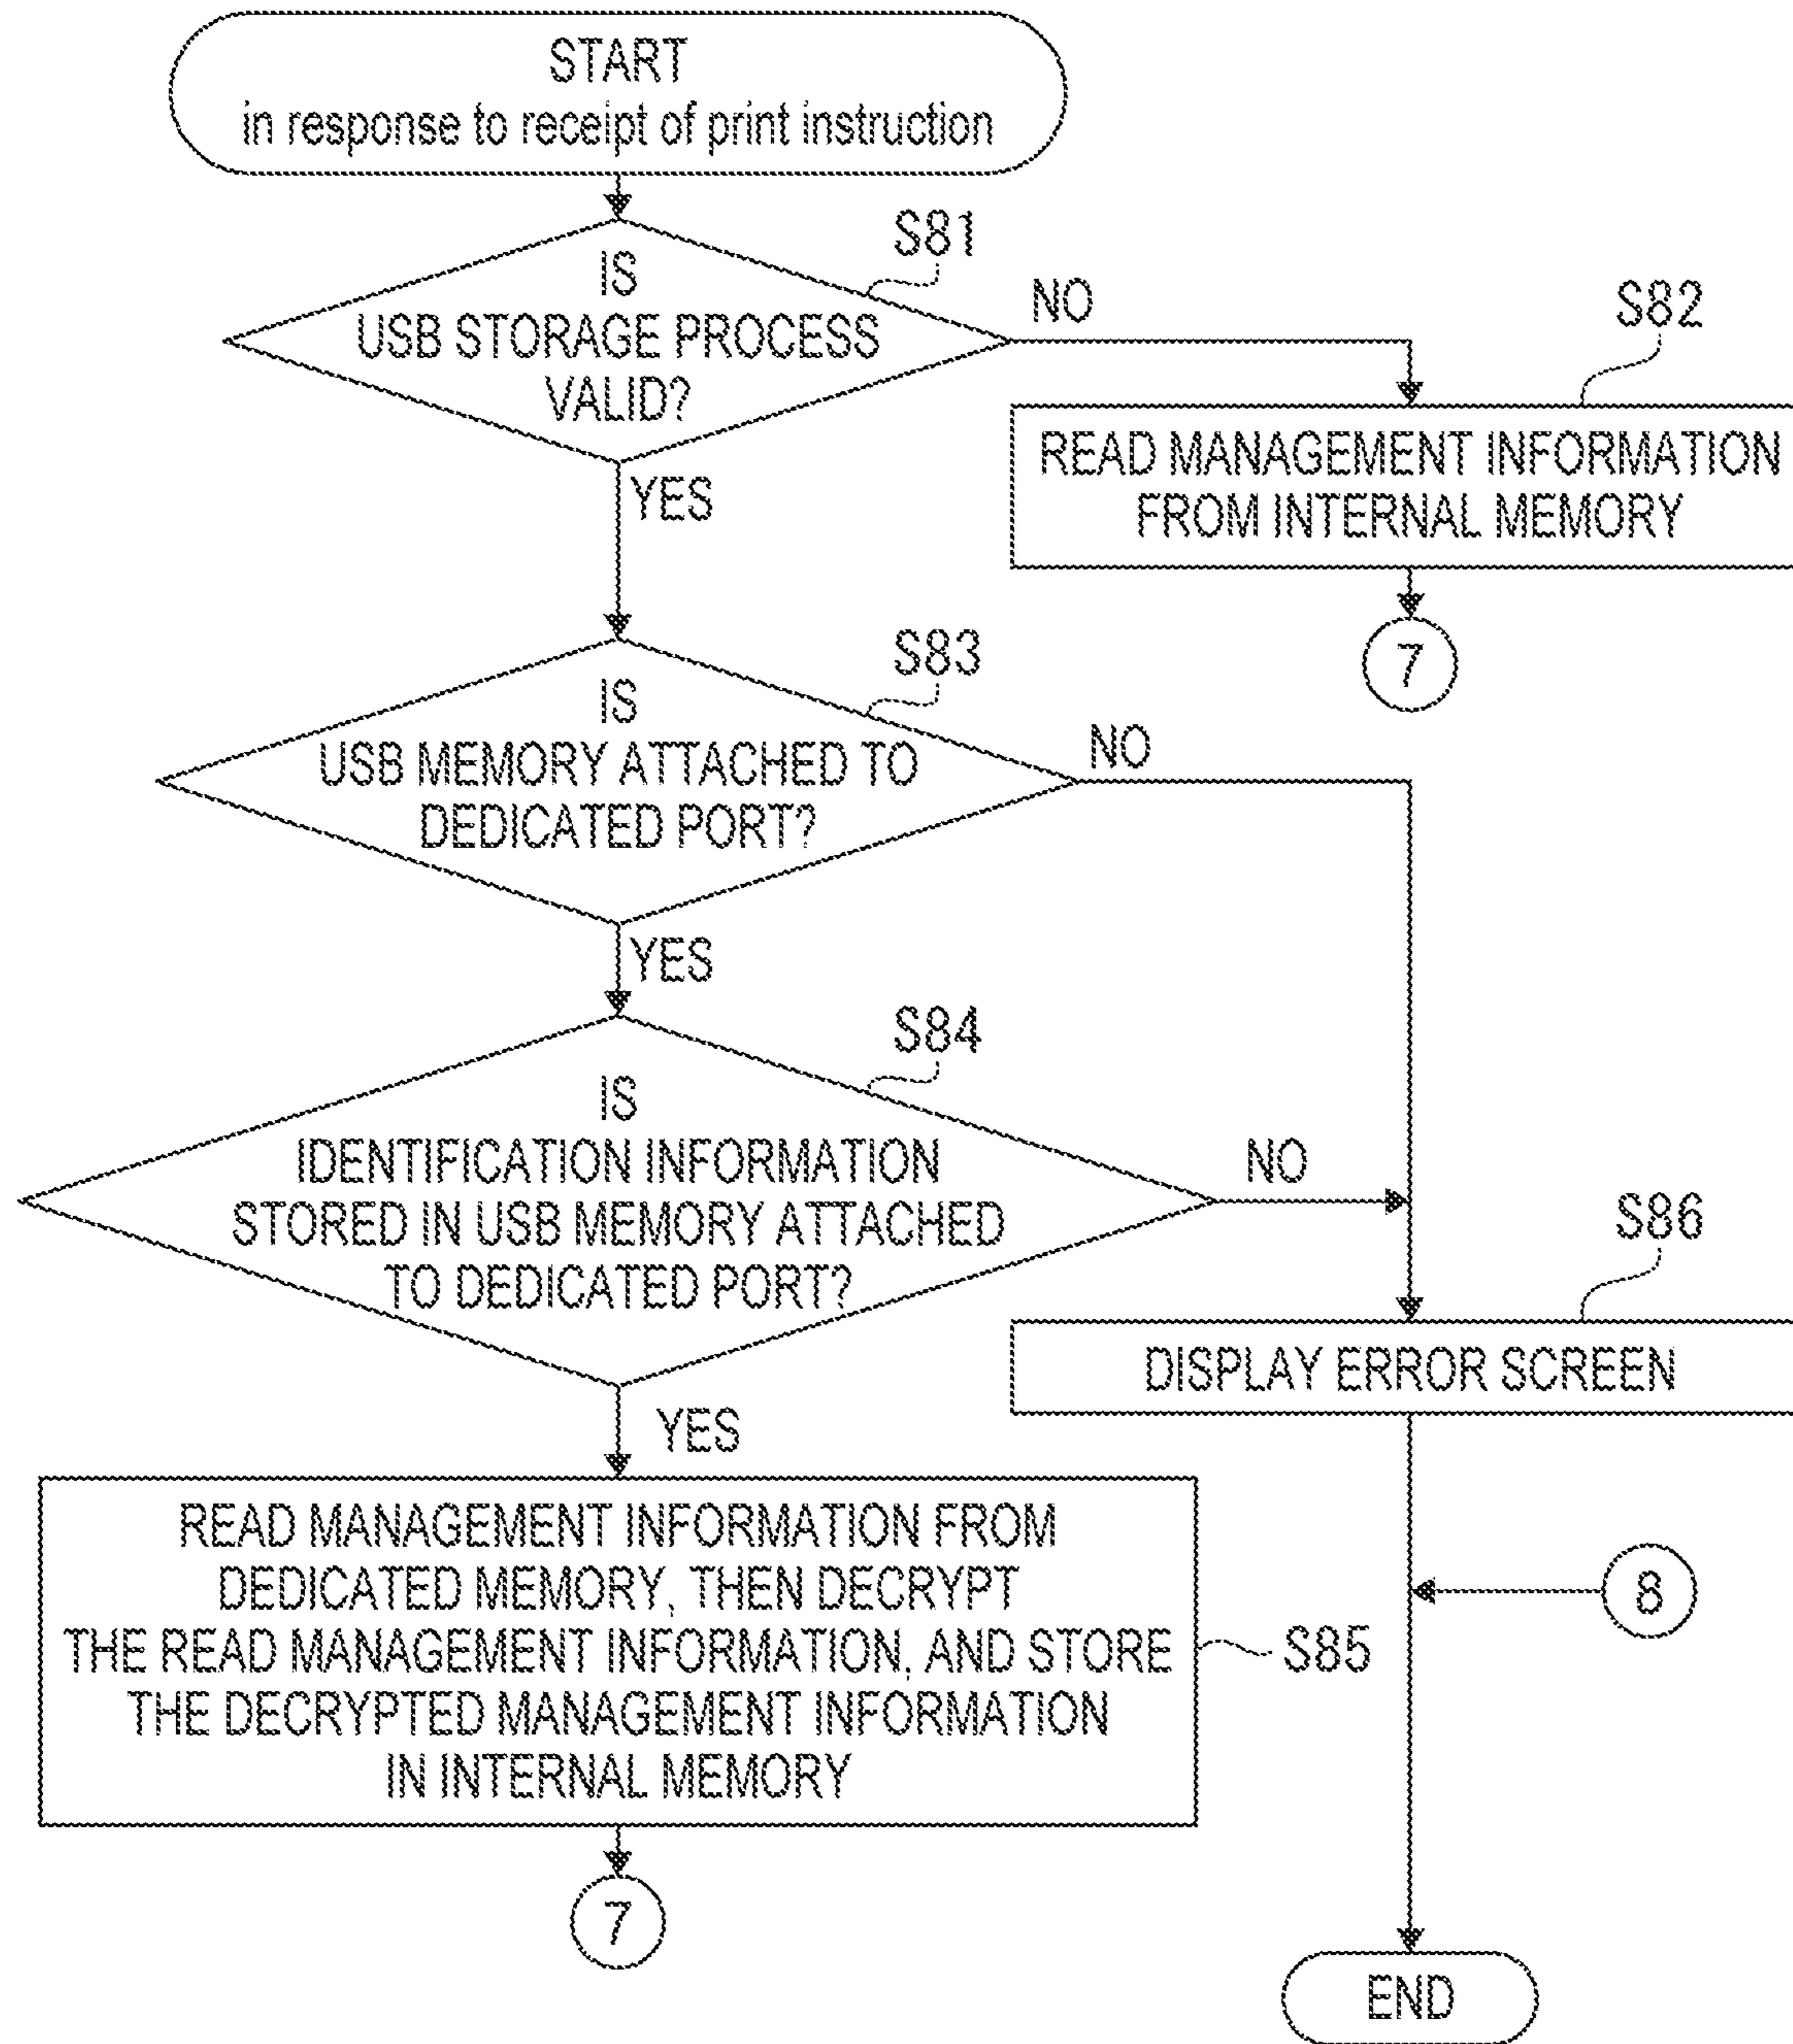 START
in response to receipt of print instruction
S81
IS
USB STORAGE PROCESS
VALID?
NO
YES
S82
READ MANAGEMENT INFORMATION
FROM INTERNAL MEMORY
7
S83
IS
USB MEMORY ATTACHED TO
DEDICATED PORT?
NO
YES
S84
IS
IDENTIFICATION INFORMATION
STORED IN USB MEMORY ATTACHED
TO DEDICATED PORT?
NO
YES
S86
DISPLAY ERROR SCREEN
READ MANAGEMENT INFORMATION FROM
DEDICATED MEMORY, THEN DECRYPT
THE READ MANAGEMENT INFORMATION, AND STORE
THE DECRYPTED MANAGEMENT INFORMATION
IN INTERNAL MEMORY
S85
8
7
END